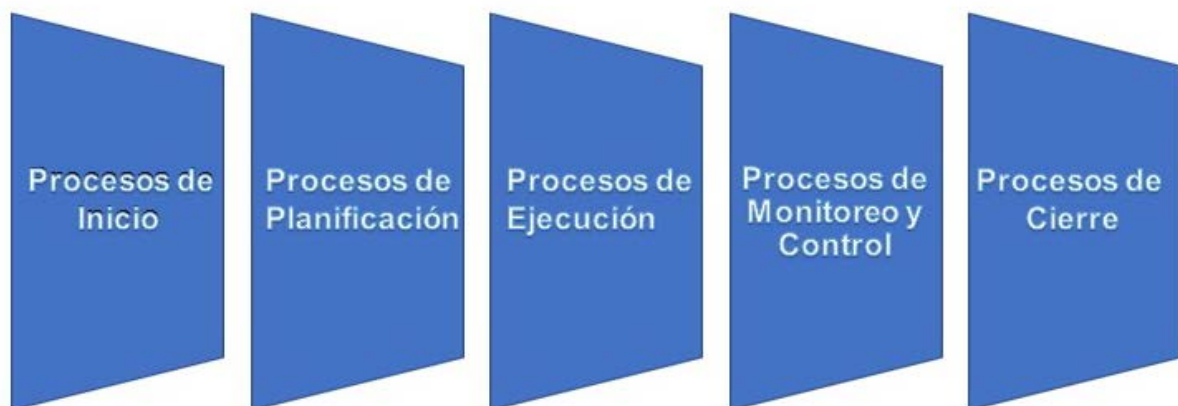 Procesos de
Inicio
Procesos de
Planificación
Procesos de
Ejecución
Procesos de
Monitoreo y
Control
Procesos de
Cierre